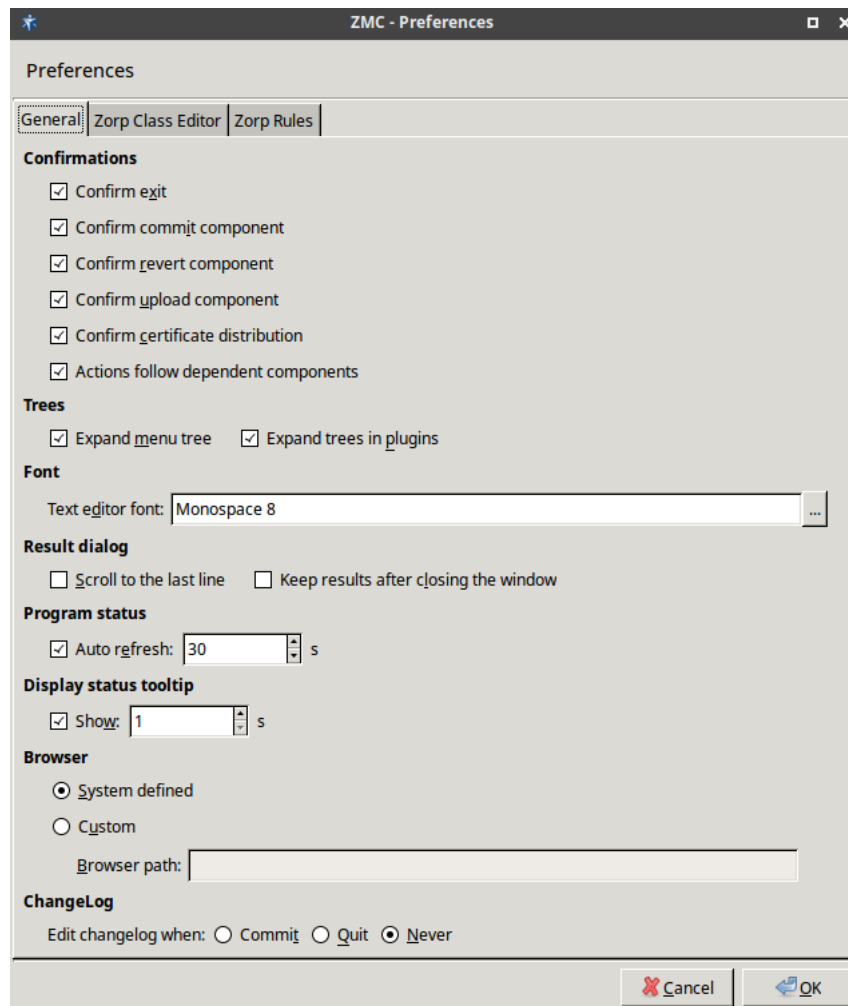 ZMC - Preferences
Preferences
General Zorp Class Editor Zorp Rules
Confirmations
Confirm exit
Confirm commit component
Confirm revert component
Confirm upload component
Confirm certificate distribution
Actions follow dependent components
Trees
Expand menu tree Expand trees in plugins
Font
Text editor font: Monospace 8 ...
Result dialog
Scroll to the last line Keep results after closing the window
Program status
Auto refresh: 30 s
Display status tooltip
Show: 1 s
Browser
System defined
Custom
Browser path:
ChangeLog
Edit changelog when: Commit Quit Never
Cancel OK